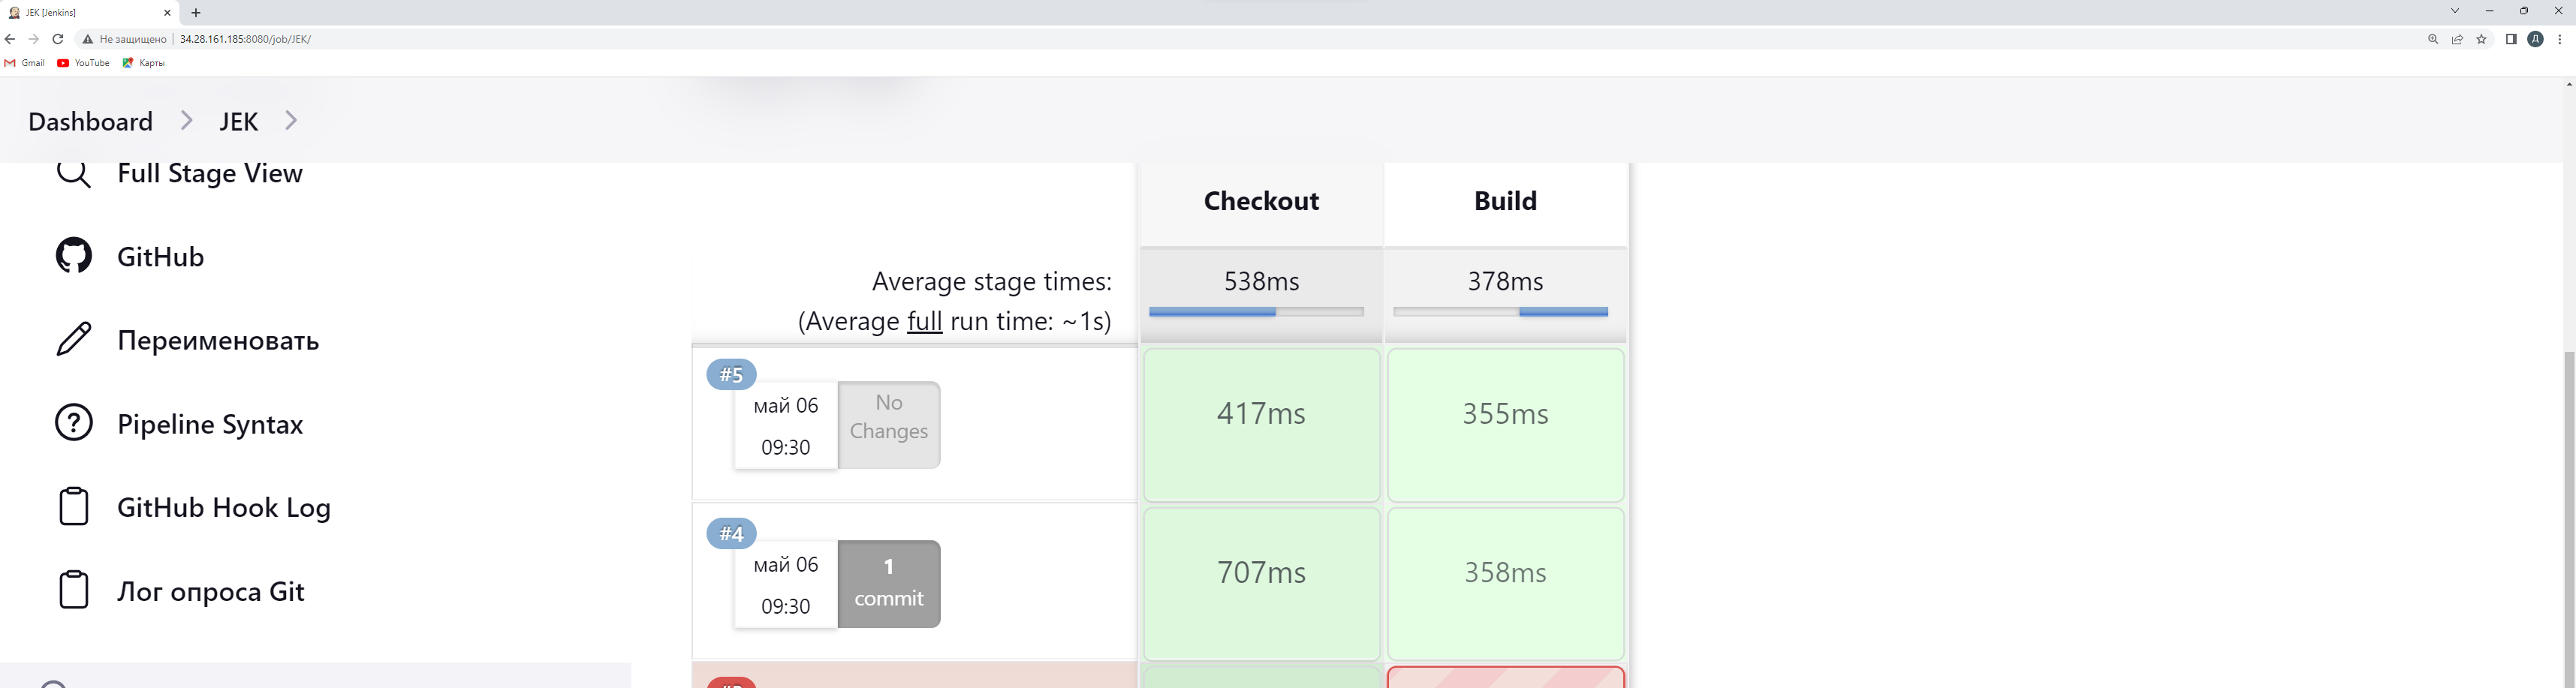 JEK [Jenkins]
Не защищено
34.28.161.185:8080/job/JEK/
Д
Gmail
YouTube
Карты
Dashboard
JEK
Full Stage View
GitHub
Переименовать
Pipeline Syntax
GitHub Hook Log
Лог опроса Git
Checkout
Build
Average stage times:
538ms
378ms
(Average full run time: ~1s)
#5
май 06
09:30
No
Changes
417ms
355ms
#4
май 06
09:30
1
commit
707ms
358ms